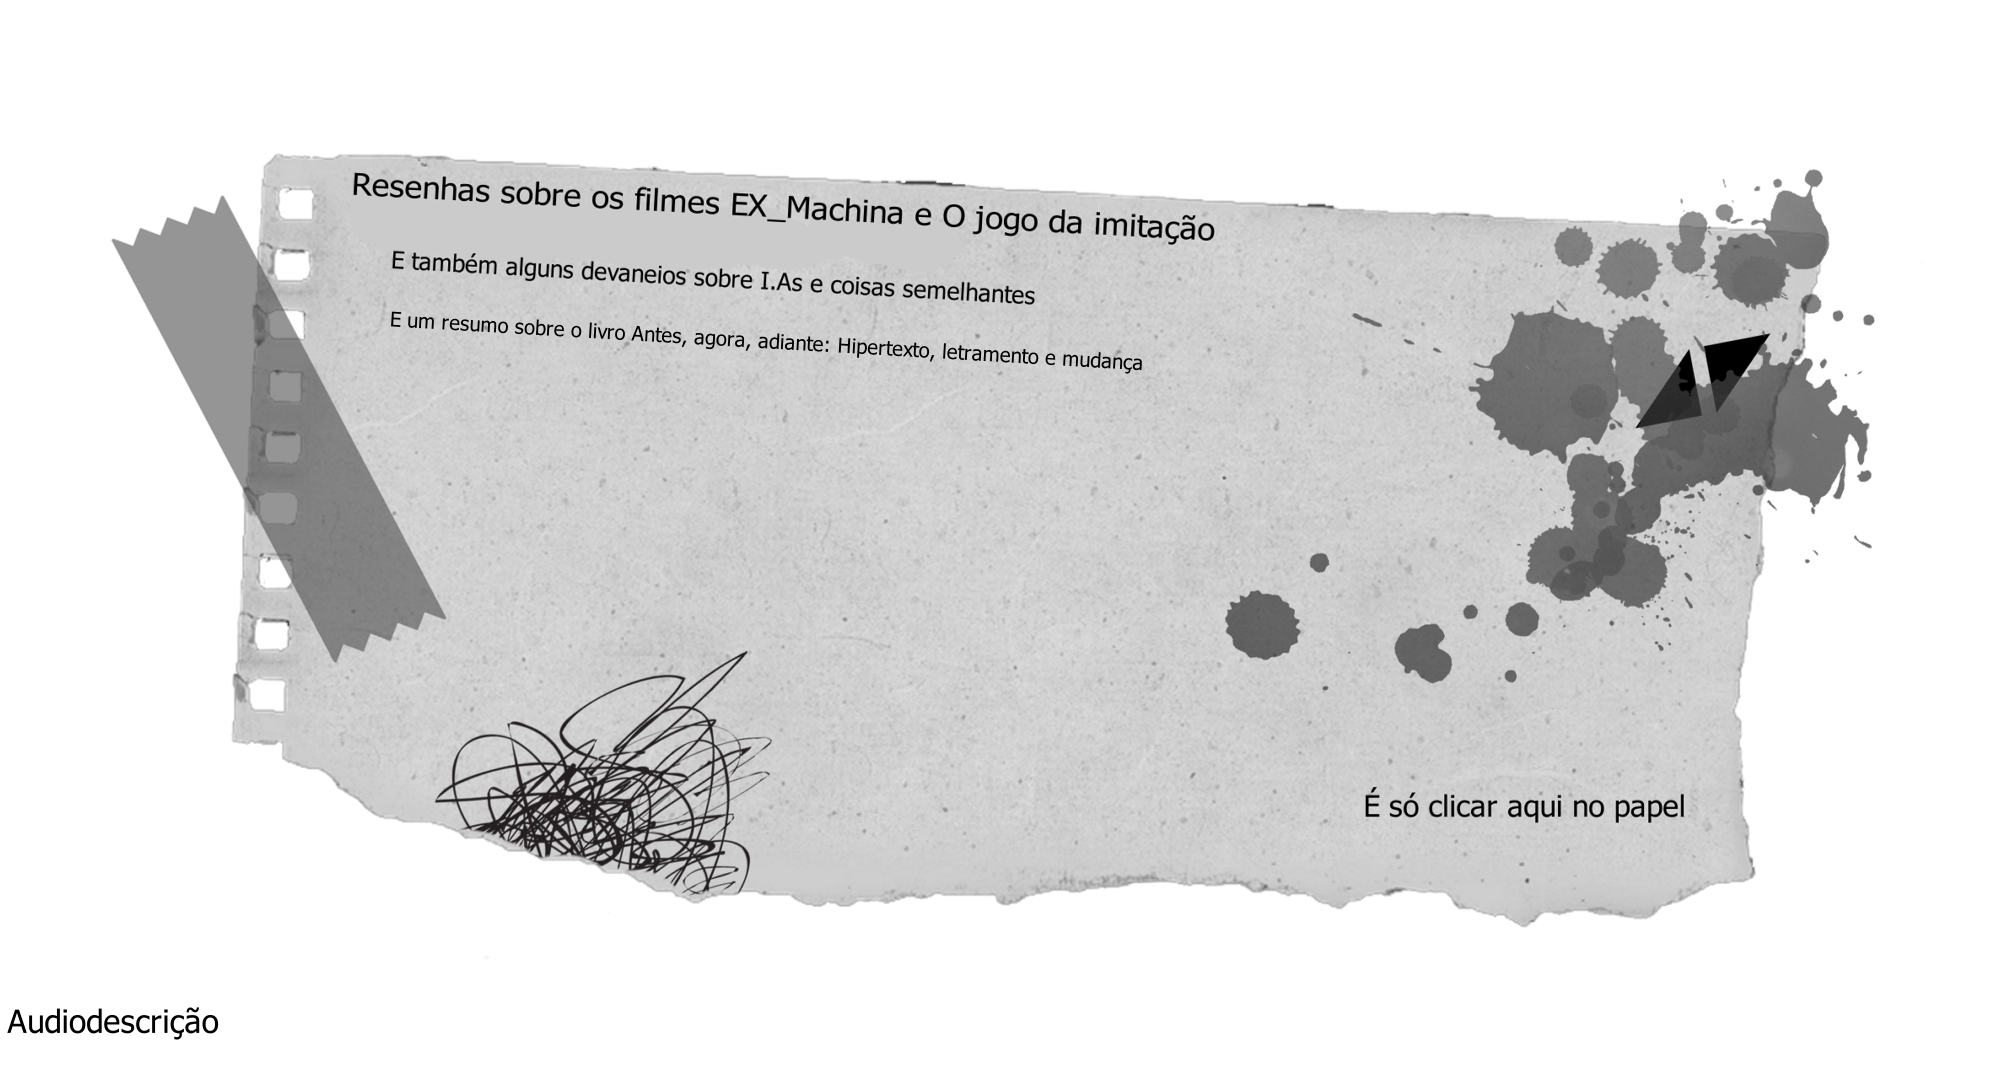 Resenhas sobre os filmes EX_Machina e O jogo da imitação
E também alguns devaneios sobre I.As e coisas semelhantes
E um resumo sobre o livro Antes, agora, adiante: Hipertexto, letramento e mudança
É só clicar aqui no papel
Audiodescrição